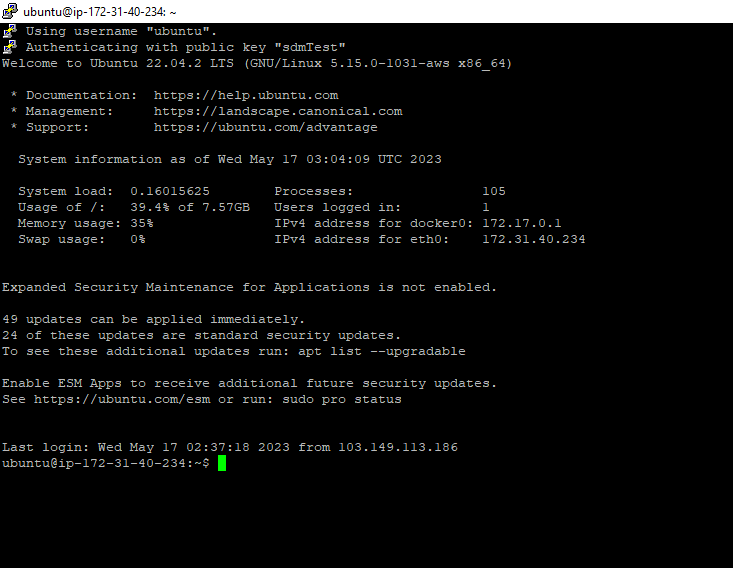 ubuntu@ip-172-31-40-234: ~
Using username "ubuntu".
Authenticating with public key "sdmTest"
Welcome to Ubuntu 22.04.2 LTS (GNU/Linux 5.15.0-1031-aws x86_64)
* Documentation:  https://help.ubuntu.com
* Management:     https://landscape.canonical.com
* Support:        https://ubuntu.com/advantage
System information as of Wed May 17 03:04:09 UTC 2023
System load:  0.16015625        Processes:                105
Usage of /:   39.4% of 7.57GB   Users logged in:          1
Memory usage: 35%               IPv4 address for docker0: 172.17.0.1
Swap usage:   0%                IPv4 address for eth0:    172.31.40.234
Expanded Security Maintenance for Applications is not enabled.
49 updates can be applied immediately.
24 of these updates are standard security updates.
To see these additional updates run: apt list --upgradable
Enable ESM Apps to receive additional future security updates.
See https://ubuntu.com/esm or run: sudo pro status
Last login: Wed May 17 02:37:18 2023 from 103.149.113.186
ubuntu@ip-172-31-40-234:~$